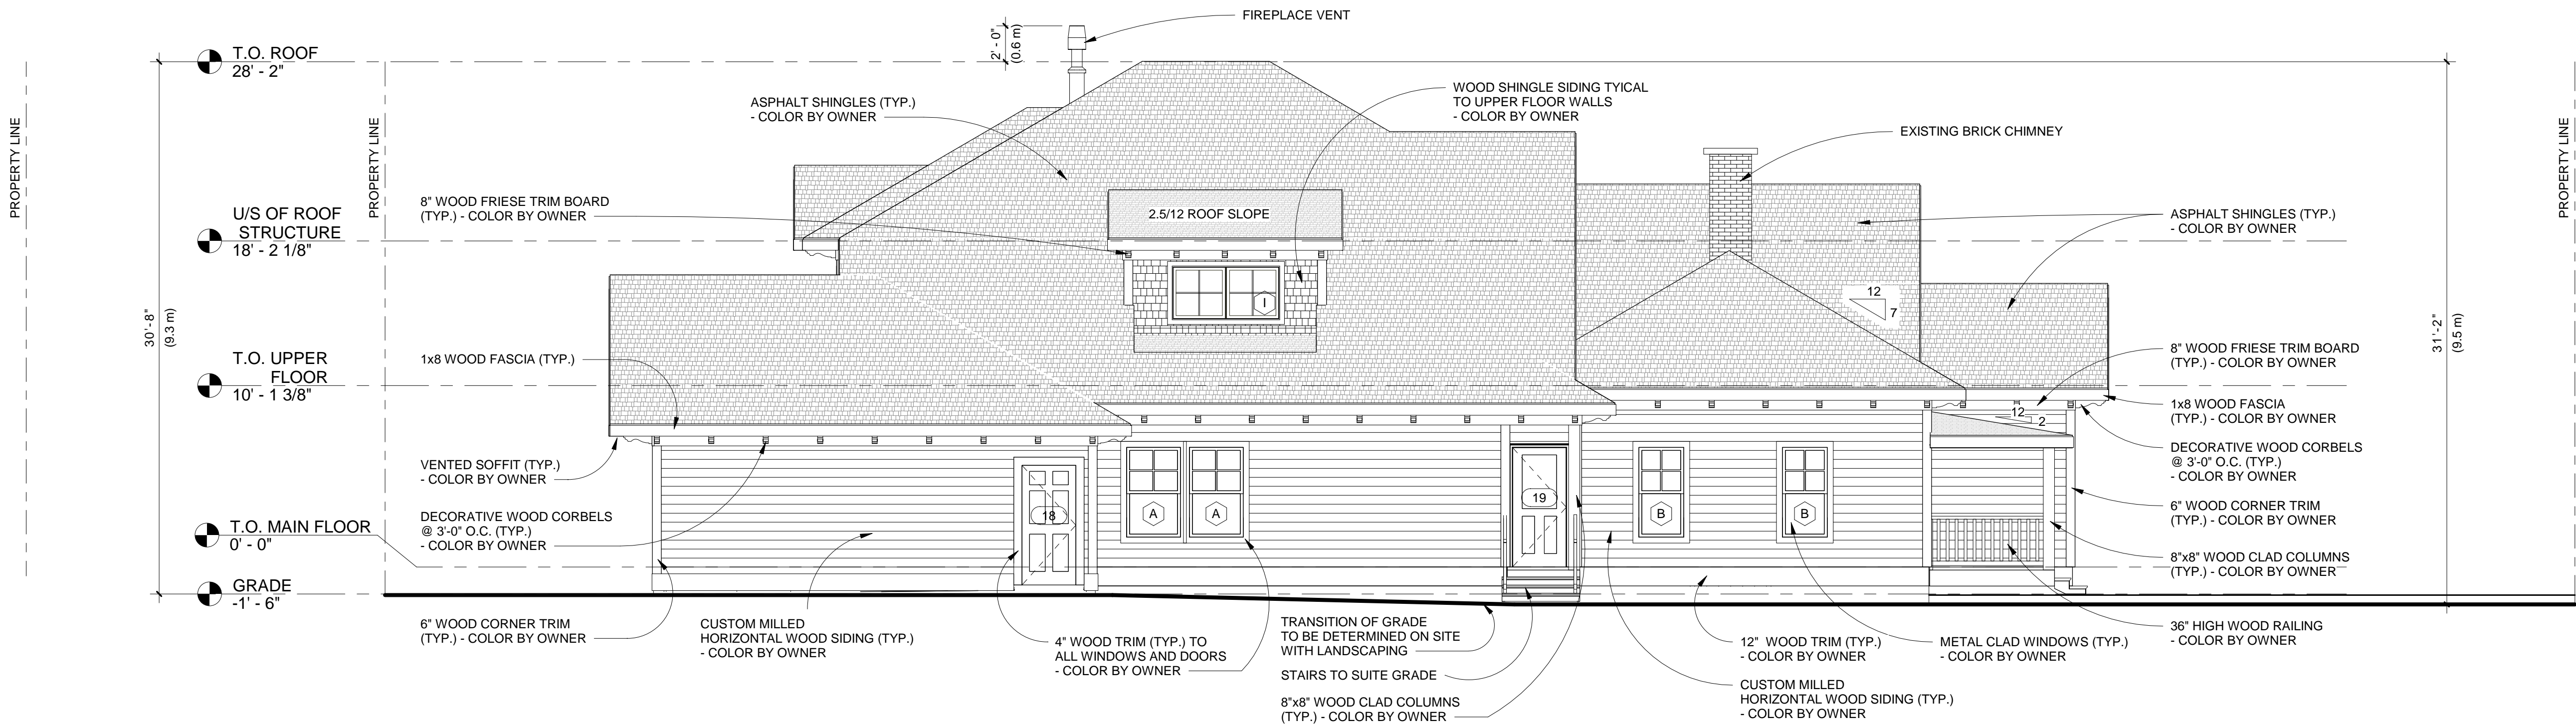 FIREPLACE VENT
2' - 0"
(0.6 m)
T.O. ROOF
28' - 2"
ASPHALT SHINGLES (TYP.)
- COLOR BY OWNER
WOOD SHINGLE SIDING TYICAL
TO UPPER FLOOR WALLS
- COLOR BY OWNER
EXISTING BRICK CHIMNEY
PROPERTY LINE
PROPERTY LINE
PROPERTY LINE
8" WOOD FRIESE TRIM BOARD
(TYP.) - COLOR BY OWNER
2.5/12 ROOF SLOPE
ASPHALT SHINGLES (TYP.)
- COLOR BY OWNER
U/S OF ROOF
STRUCTURE
18' - 2 1/8"
I
12
7
30'-8"
(9.3 m)
31'-2"
(9.5 m)
T.O. UPPER
FLOOR
10' - 1 3/8"
1x8 WOOD FASCIA (TYP.)
8" WOOD FRIESE TRIM BOARD
(TYP.) - COLOR BY OWNER
1x8 WOOD FASCIA
(TYP.) - COLOR BY OWNER
12
2
DECORATIVE WOOD CORBELS
@ 3'-0" O.C. (TYP.)
- COLOR BY OWNER
VENTED SOFFIT (TYP.)
- COLOR BY OWNER
DECORATIVE WOOD CORBELS
@ 3'-0" O.C. (TYP.)
- COLOR BY OWNER
18
A
A
19
B
B
6" WOOD CORNER TRIM
(TYP.) - COLOR BY OWNER
T.O. MAIN FLOOR
0' - 0"
8"x8" WOOD CLAD COLUMNS
(TYP.) - COLOR BY OWNER
GRADE
-1' - 6"
6" WOOD CORNER TRIM
(TYP.) - COLOR BY OWNER
CUSTOM MILLED
HORIZONTAL WOOD SIDING (TYP.)
- COLOR BY OWNER
4" WOOD TRIM (TYP.) TO
ALL WINDOWS AND DOORS
- COLOR BY OWNER
TRANSITION OF GRADE
TO BE DETERMINED ON SITE
WITH LANDSCAPING
STAIRS TO SUITE GRADE
8"x8" WOOD CLAD COLUMNS
(TYP.) - COLOR BY OWNER
12" WOOD TRIM (TYP.)
- COLOR BY OWNER
CUSTOM MILLED
HORIZONTAL WOOD SIDING (TYP.)
- COLOR BY OWNER
METAL CLAD WINDOWS (TYP.)
- COLOR BY OWNER
36" HIGH WOOD RAILING
- COLOR BY OWNER